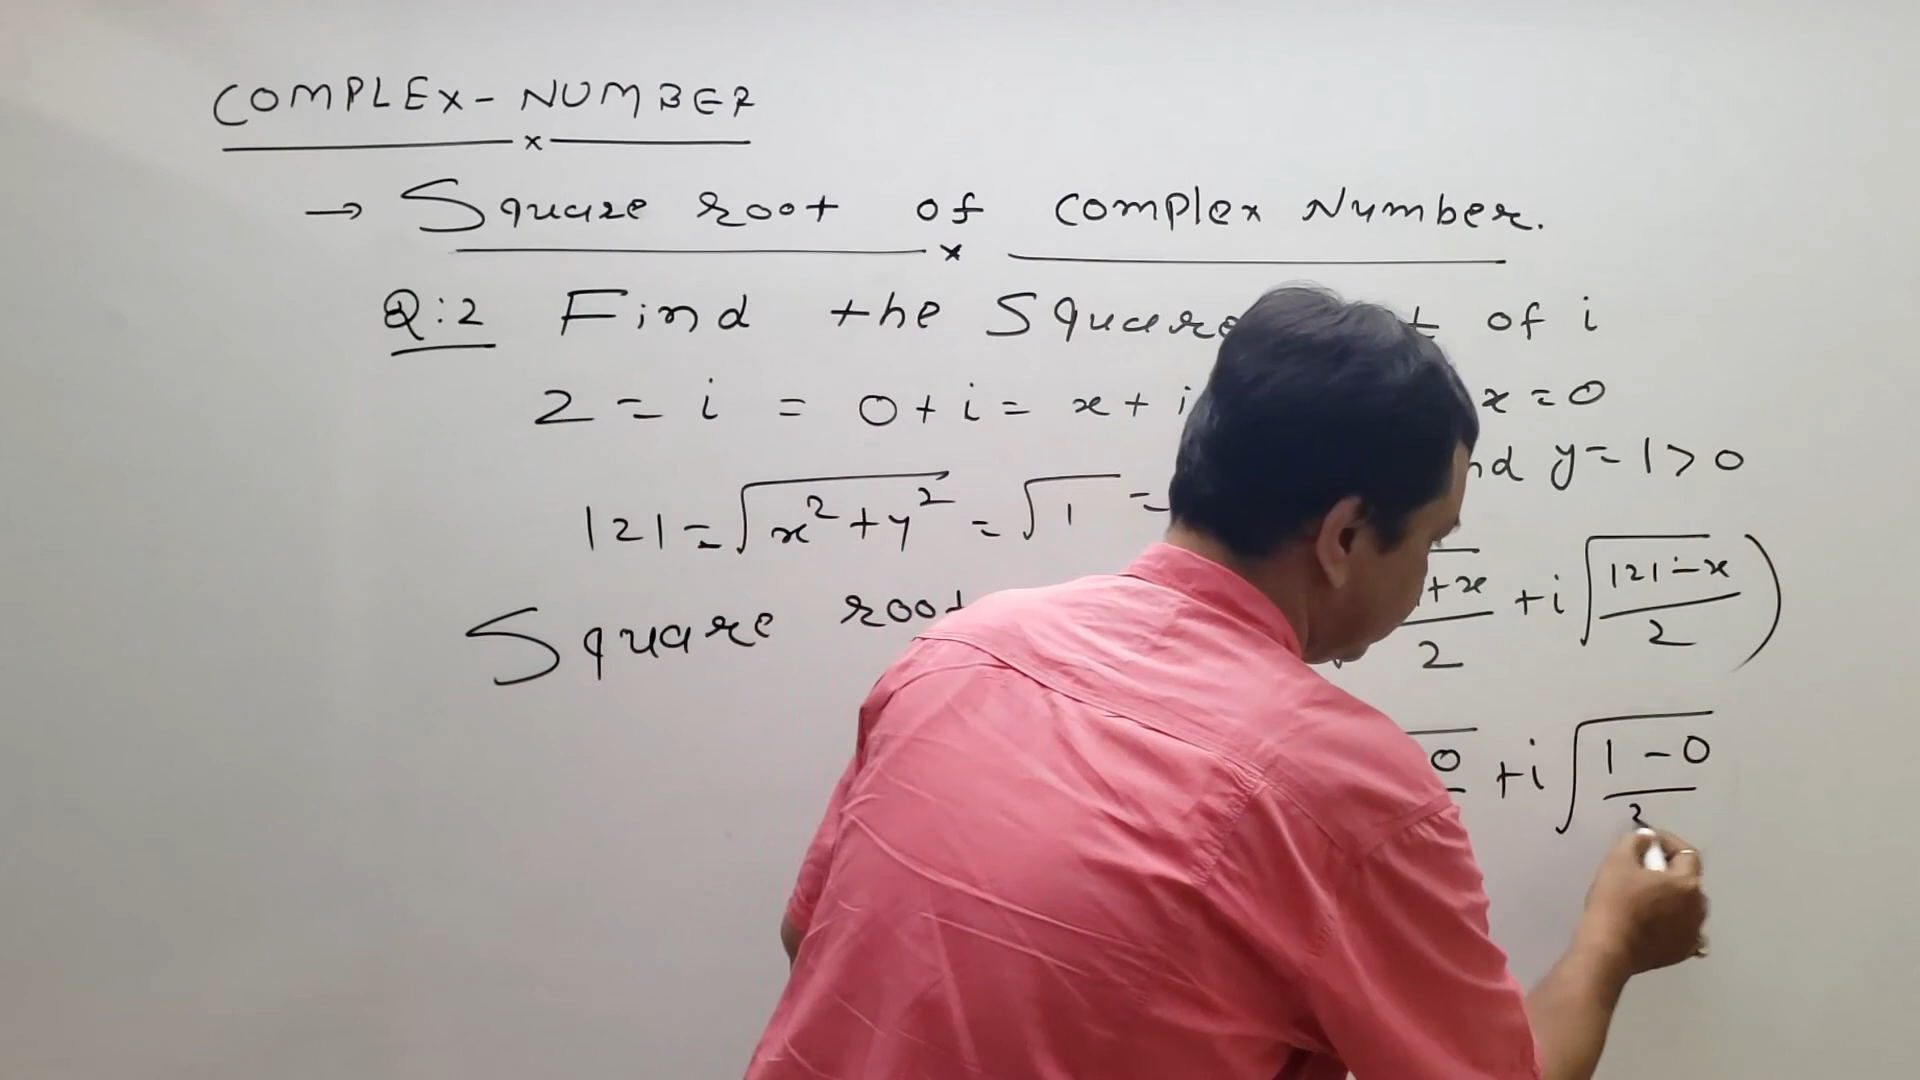 COMPLEX-NUMBER
x
→ Square root of complex Number.
x
Q:2 Find the Square of i
Z = i = 0 + i = x + i x = 0
y = 1 > 0
|z| = √(x² + y²) = √1 =
Square root +x/2 + i √((|z| - x)/2) )
0 + i √((1 - 0)/2)